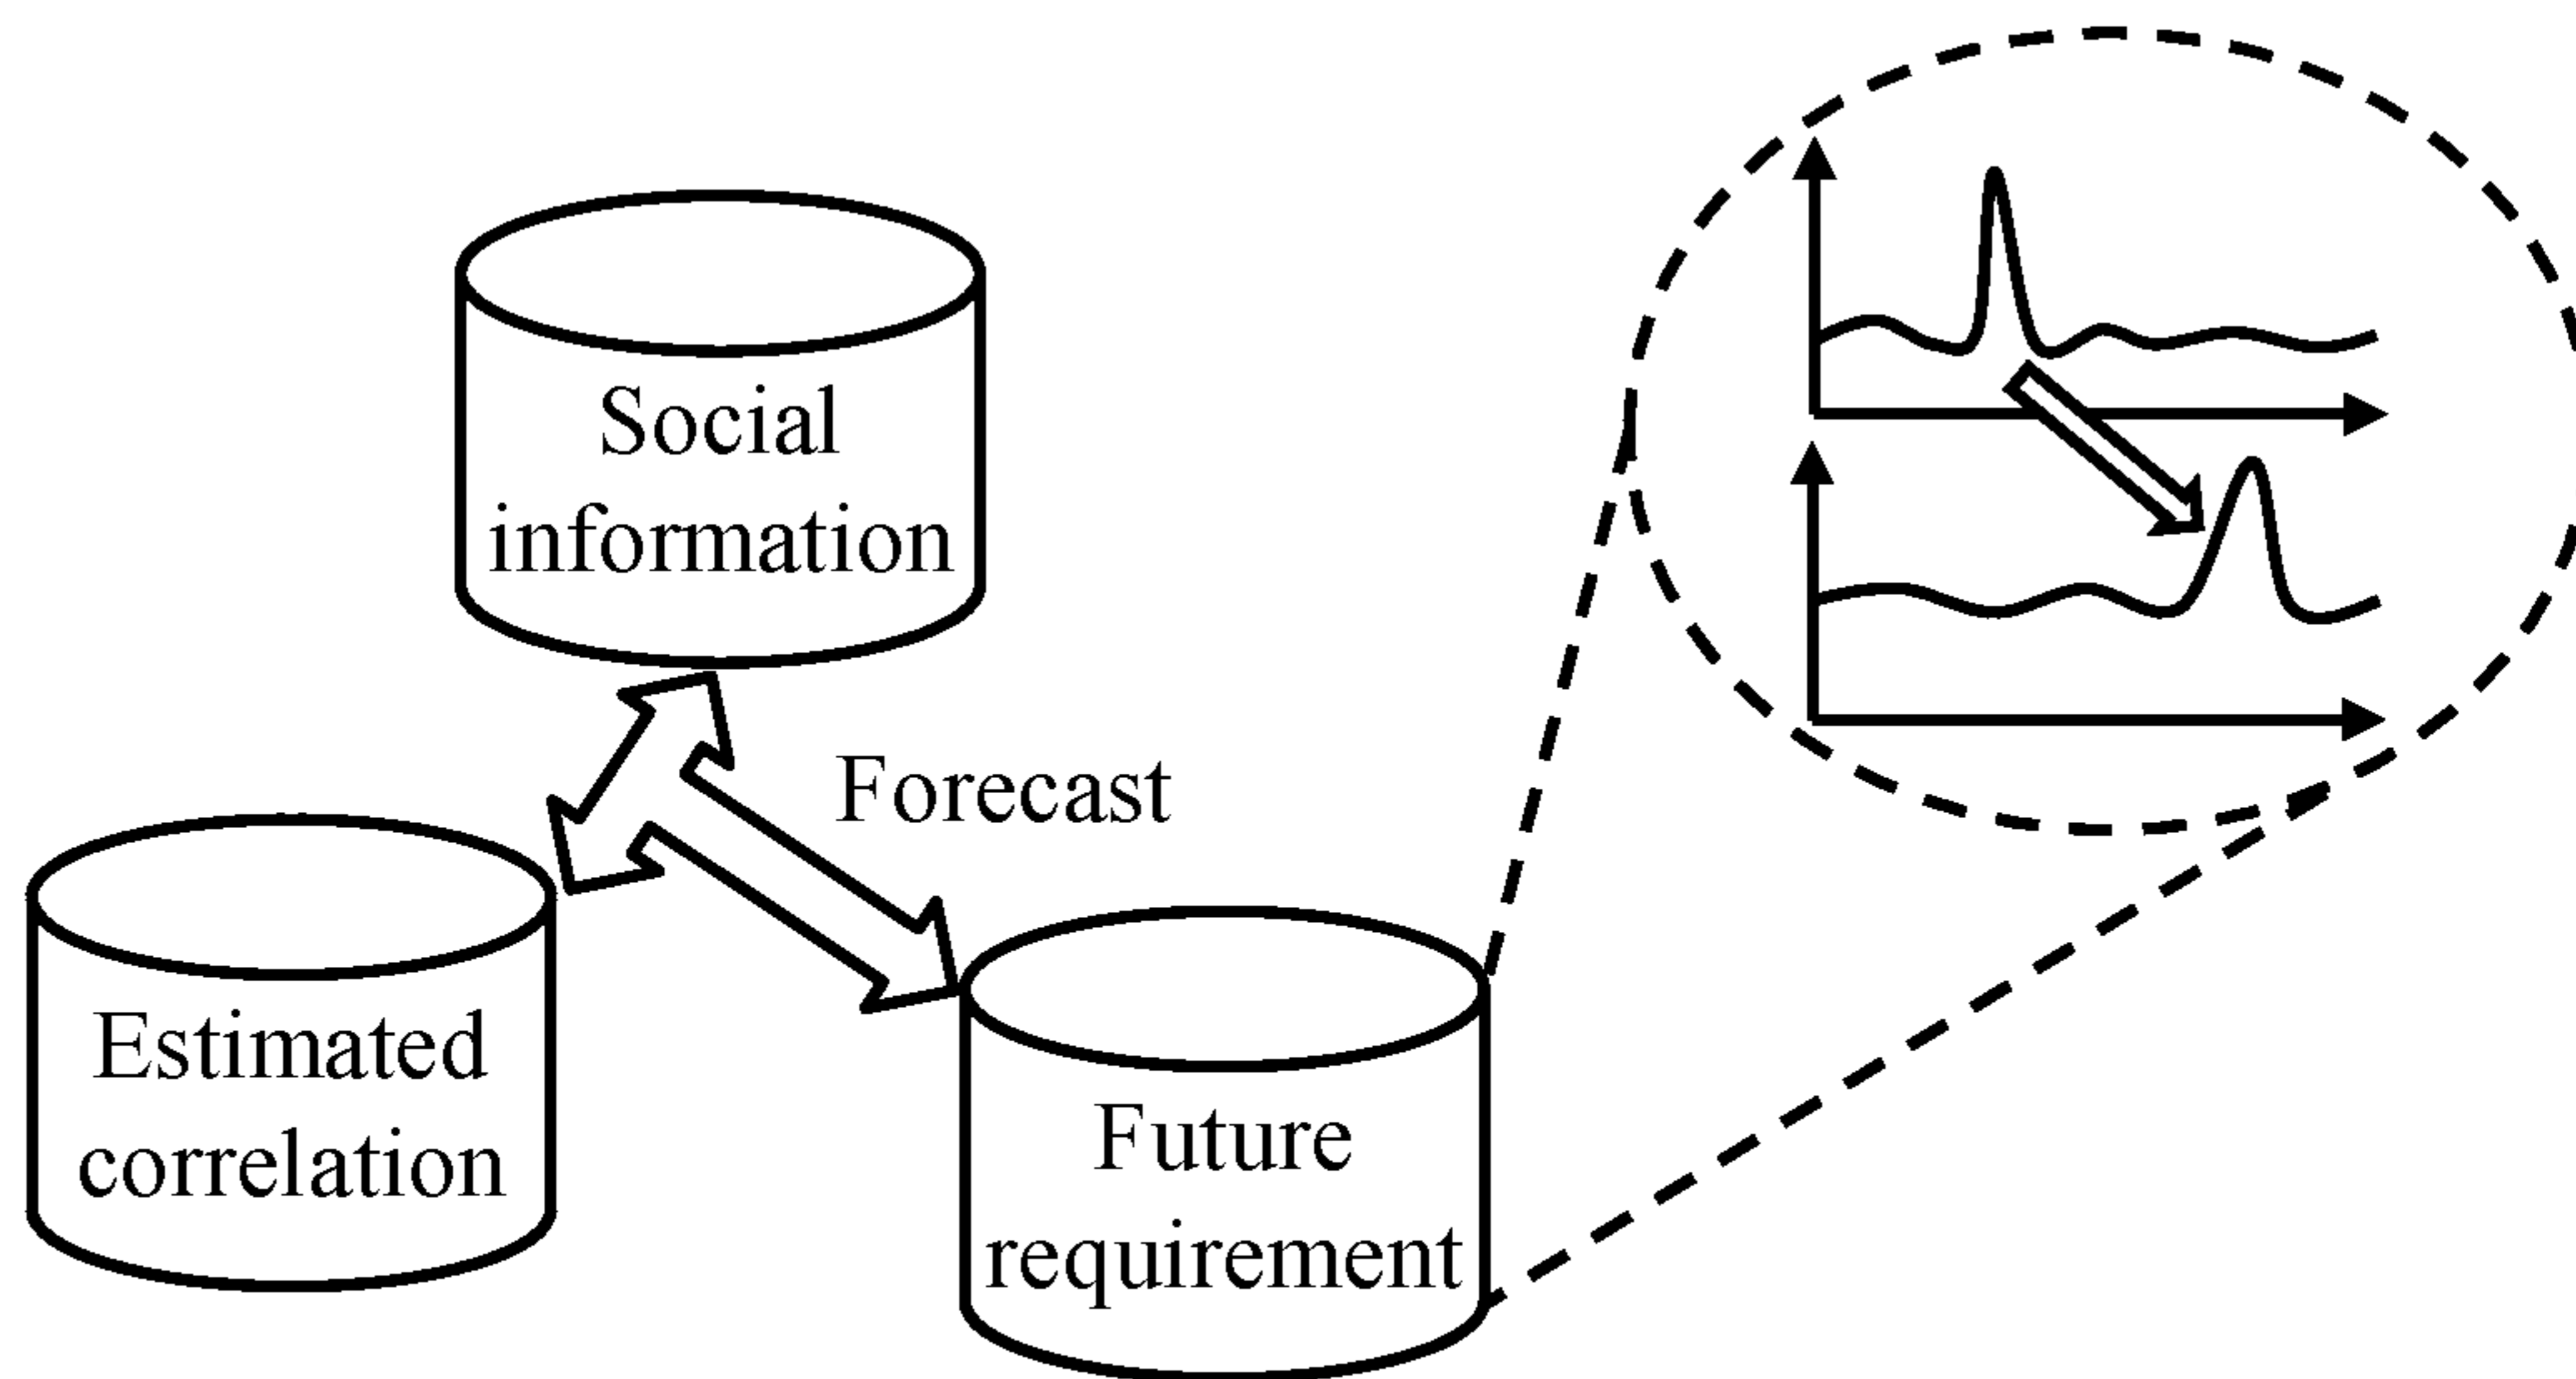 Social
information
Forecast
Estimated
correlation
Future
requirement